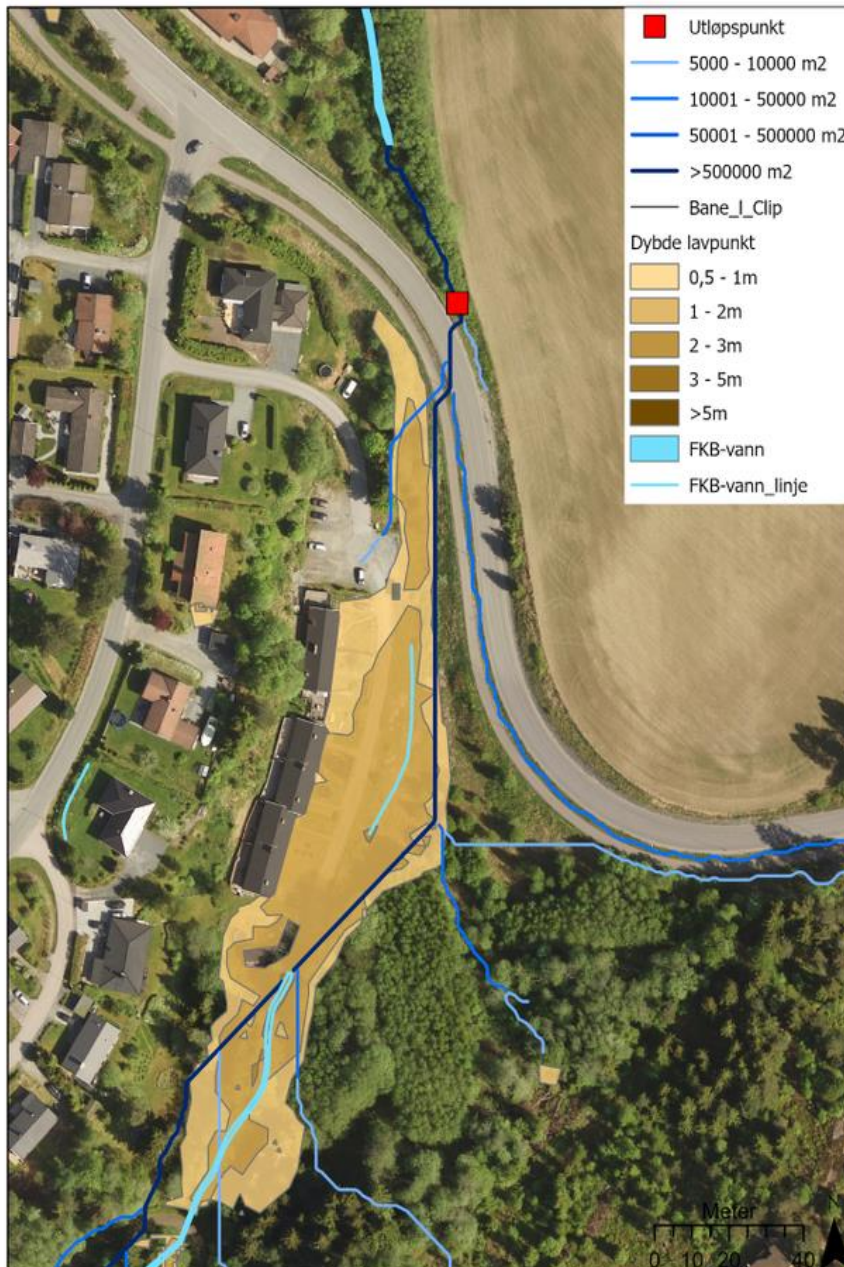 Utløpspunkt
5000 - 10000 m2
10001 - 50000 m2
50001 - 500000 m2
>500000 m2
Bane_l_Clip
Dybde lavpunkt
0,5 - 1m
1 - 2m
2 - 3m
3 - 5m
>5m
FKB-vann
FKB-vann_linje
Meter
N
0 10 20 40